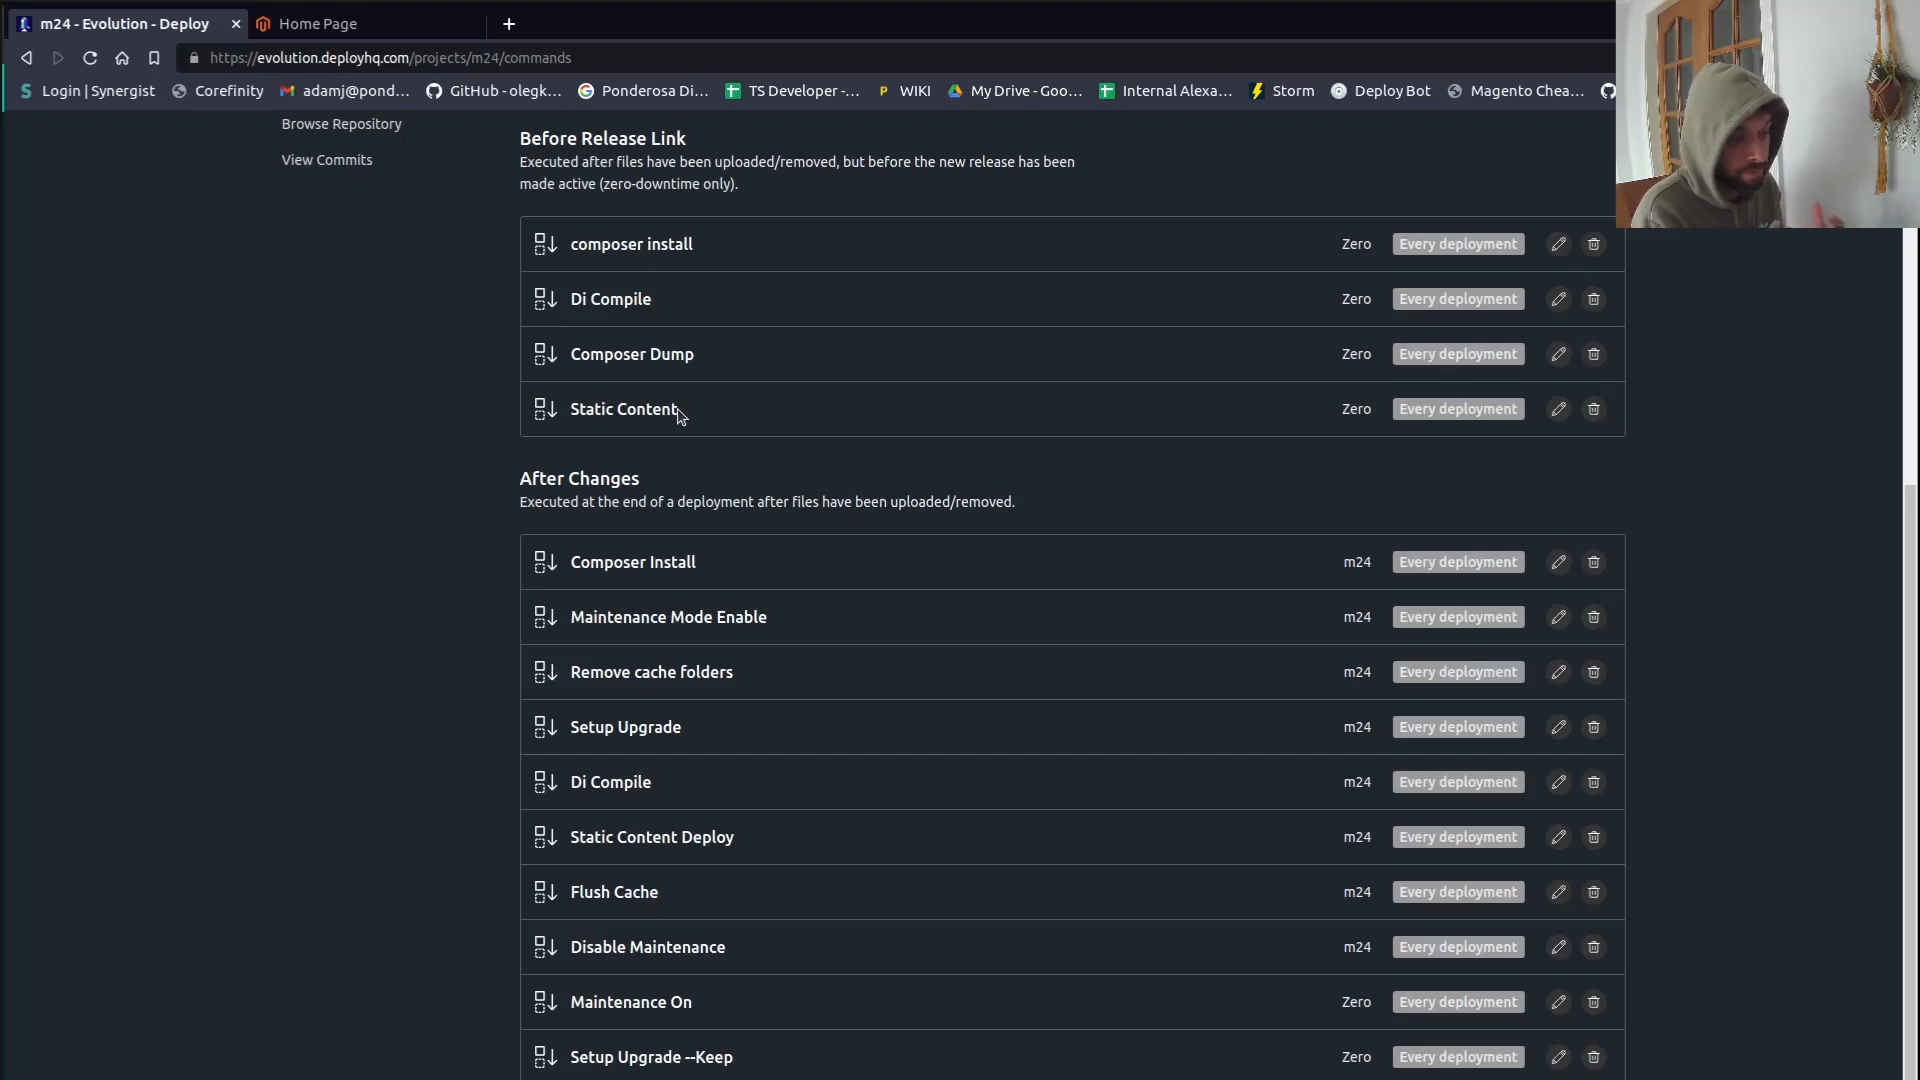 m24 - Evolution - Deploy
Home Page
https://evolution.deployhq.com/projects/m24/commands
Login | Synergist
Corefinity
adamj@pond...
GitHub - olegk...
Ponderosa Di...
TS Developer -...
WIKI
My Drive - Goo...
Internal Alexa...
Storm
Deploy Bot
Magento Chea...
Browse Repository
View Commits
Before Release Link
Executed after files have been uploaded/removed, but before the new release has been
made active (zero-downtime only).
composer install Zero Every deployment
Di Compile Zero Every deployment
Composer Dump Zero Every deployment
Static Content Zero Every deployment
After Changes
Executed at the end of a deployment after files have been uploaded/removed.
Composer Install m24 Every deployment
Maintenance Mode Enable m24 Every deployment
Remove cache folders m24 Every deployment
Setup Upgrade m24 Every deployment
Di Compile m24 Every deployment
Static Content Deploy m24 Every deployment
Flush Cache m24 Every deployment
Disable Maintenance m24 Every deployment
Maintenance On Zero Every deployment
Setup Upgrade --Keep Zero Every deployment